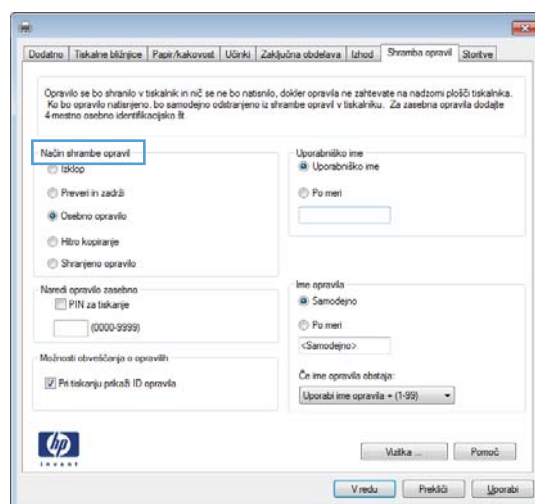 Dodatno Tiskalne bližnjice Papir/kakovost Učinki Zaključna obdelava Izhod Shramba opravil Storitve
Opravilo se bo shranilo v tiskalnik in nič se ne bo natisnilo, dokler opravila ne zahtevate na nadzorni plošči tiskalnika.
Ko bo opravilo natisnjeno, bo samodejno odstranjeno iz shrambe opravil v tiskalniku. Za zasebna opravila dodajte
4-mestno osebno identifikacijsko št
Način shrambe opravil
Izklop
Preveri in zadrži
Osebno opravilo
Hitro kopiranje
Shranjeno opravilo
Uporabniško ime
Uporabniško ime
Po meri
Naredi opravilo zasebno
PIN za tiskanje
(0000-9999)
Ime opravila
Samodejno
Po meri
<Samodejno>
Možnosti obveščanja o opravilih
Pri tiskanju prikaži ID opravila
Če ime opravila obstaja:
Uporabi ime opravila + (1-99)
hp
invent
Vizitka ... Pomoč
V redu Prekliči Uporabi